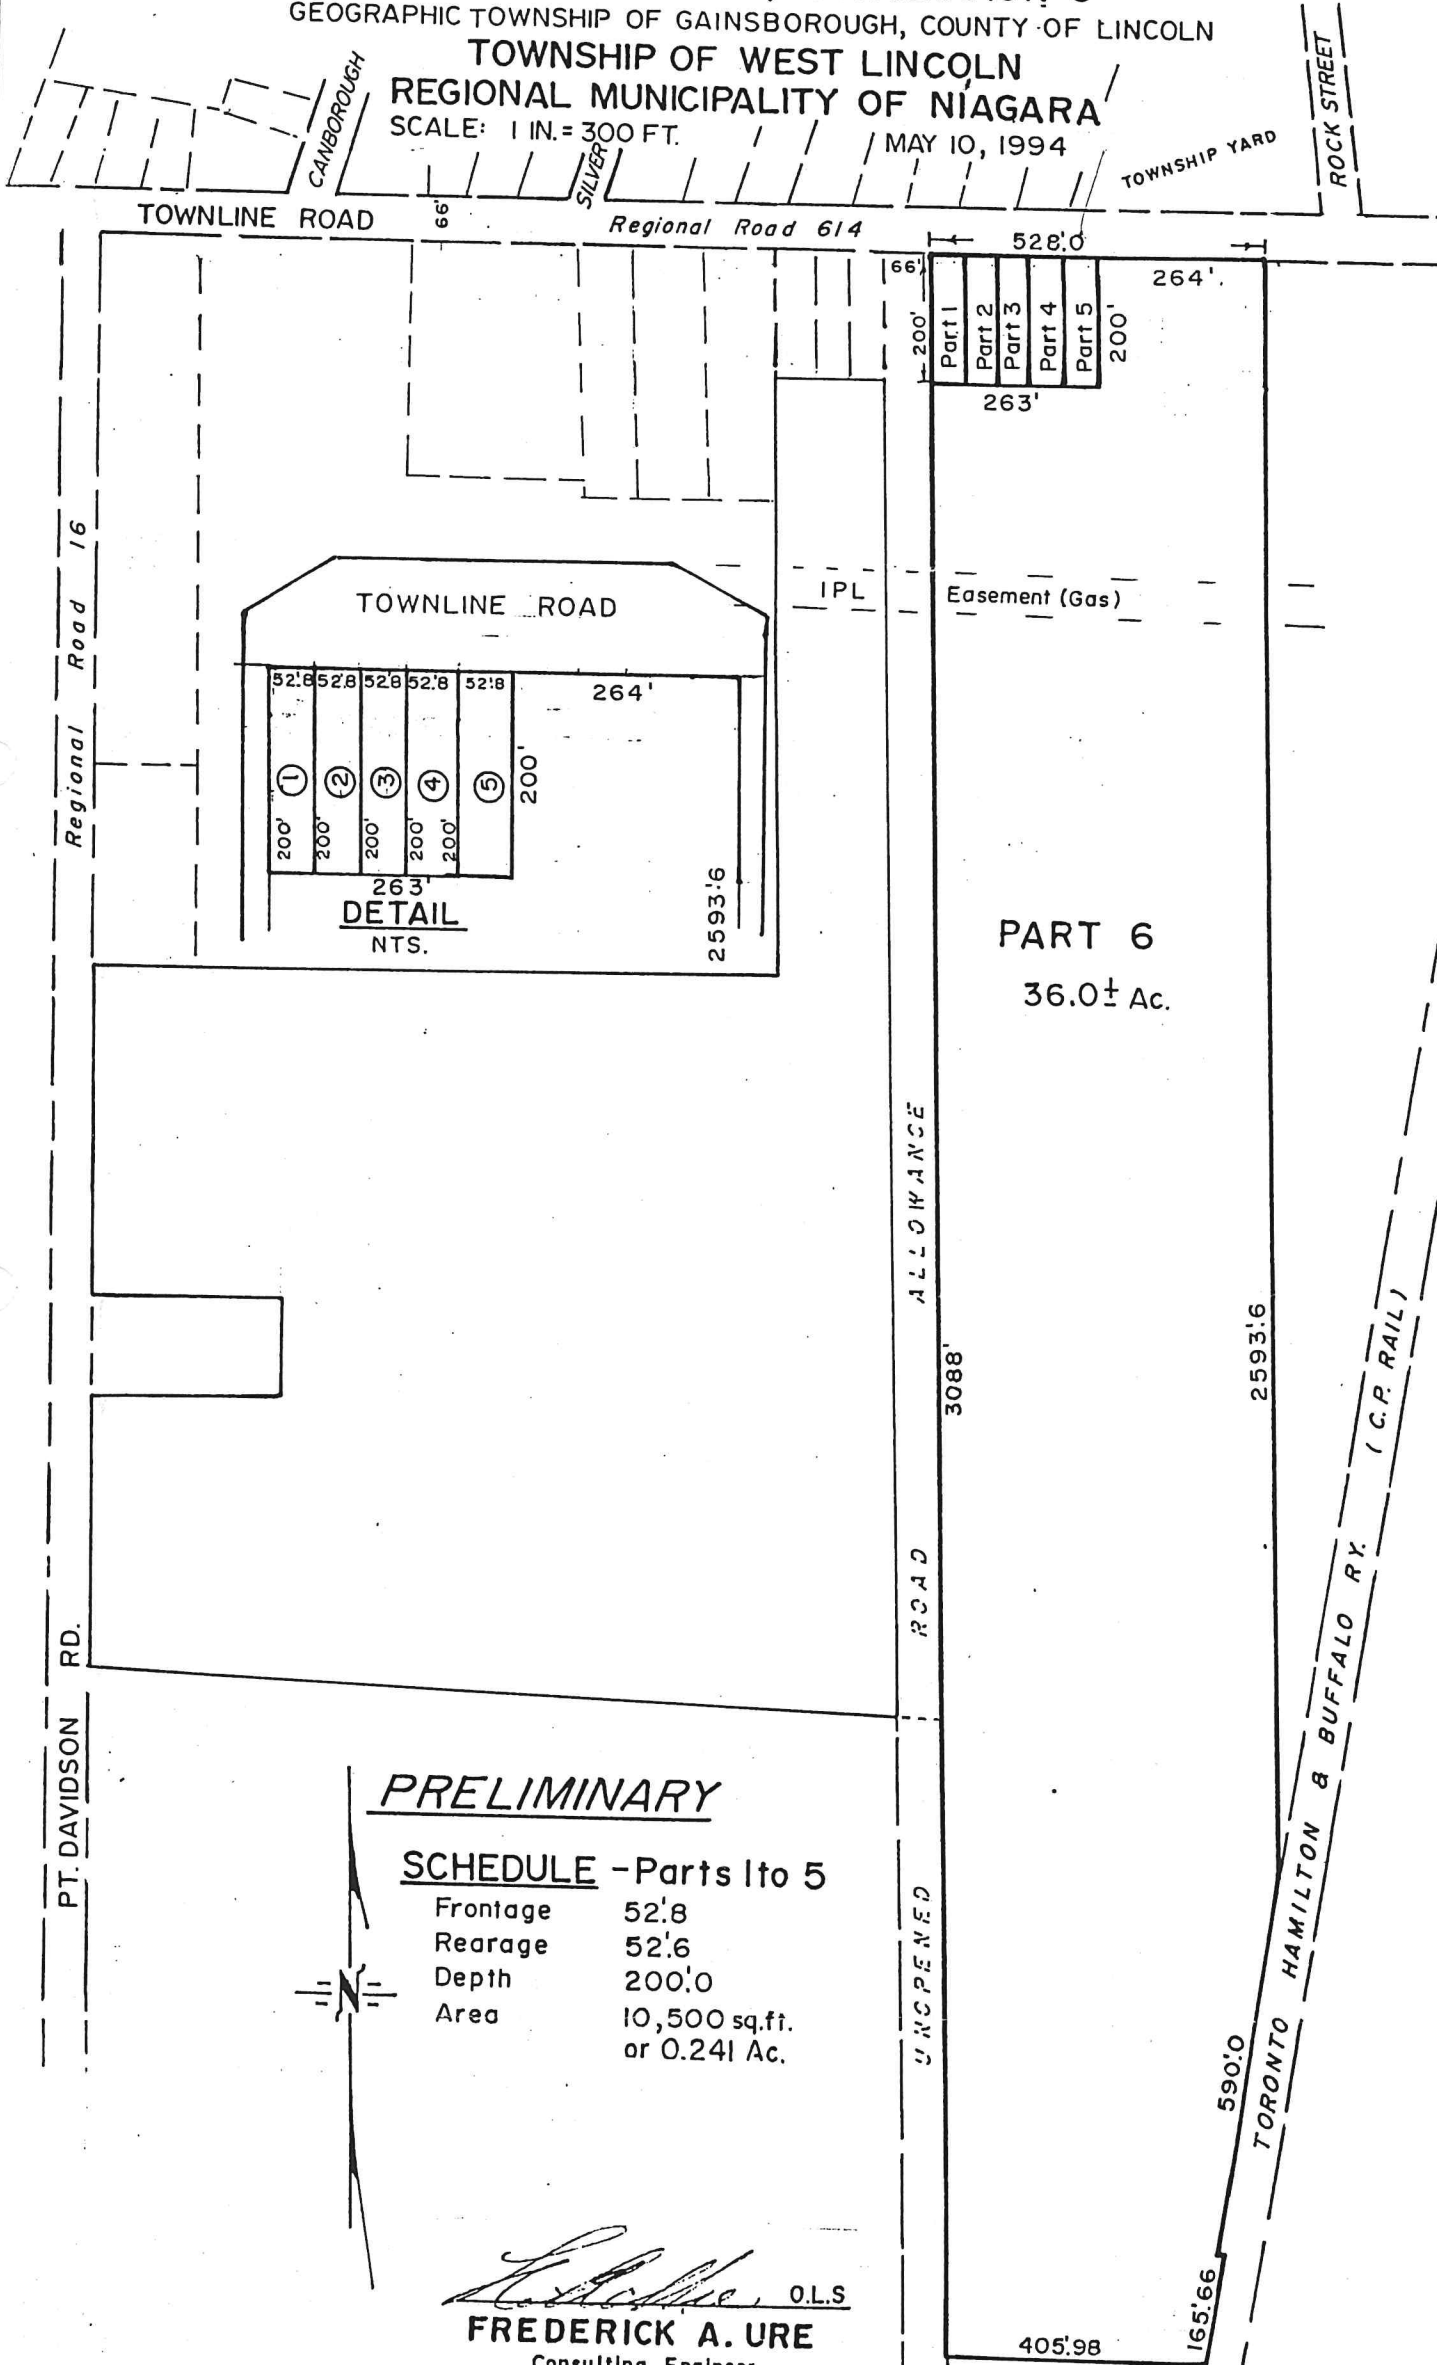 GEOGRAPHIC TOWNSHIP OF GAINSBOROUGH, COUNTY OF LINCOLN
TOWNSHIP OF WEST LINCOLN
REGIONAL MUNICIPALITY OF NIAGARA
SCALE: 1 IN. = 300 FT.
MAY 10, 1994
CANBOROUGH
SILVER
TOWNSHIP YARD
ROCK STREET
TOWNLINE ROAD
66'
Regional Road 614
528'.0
66'
264'.
200'
Part 1
Part 2
Part 3
Part 4
Part 5
200'
263'
Regional Road 16
IPL
Easement (Gas)
TOWNLINE ROAD
52'.8
52'.8
52'.8
52'.8
52'.8
264'
1
2
3
4
5
200'
200'
200'
200'
200'
200'
263'
2593'.6
DETAIL
NTS.
PART 6
36.0± Ac.
UNOPENED ROAD ALLOWANCE
3088'
2593'.6
TORONTO HAMILTON & BUFFALO RY. (C.P. RAIL)
PT. DAVIDSON RD.
PRELIMINARY
SCHEDULE - Parts 1 to 5
Frontage 52'.8
Rearage 52'.6
Depth 200'.0
Area 10,500 sq.ft.
or 0.241 Ac.
N
590'.0
165'.66
405'.98
O.L.S
FREDERICK A. URE
Consulting Engineer